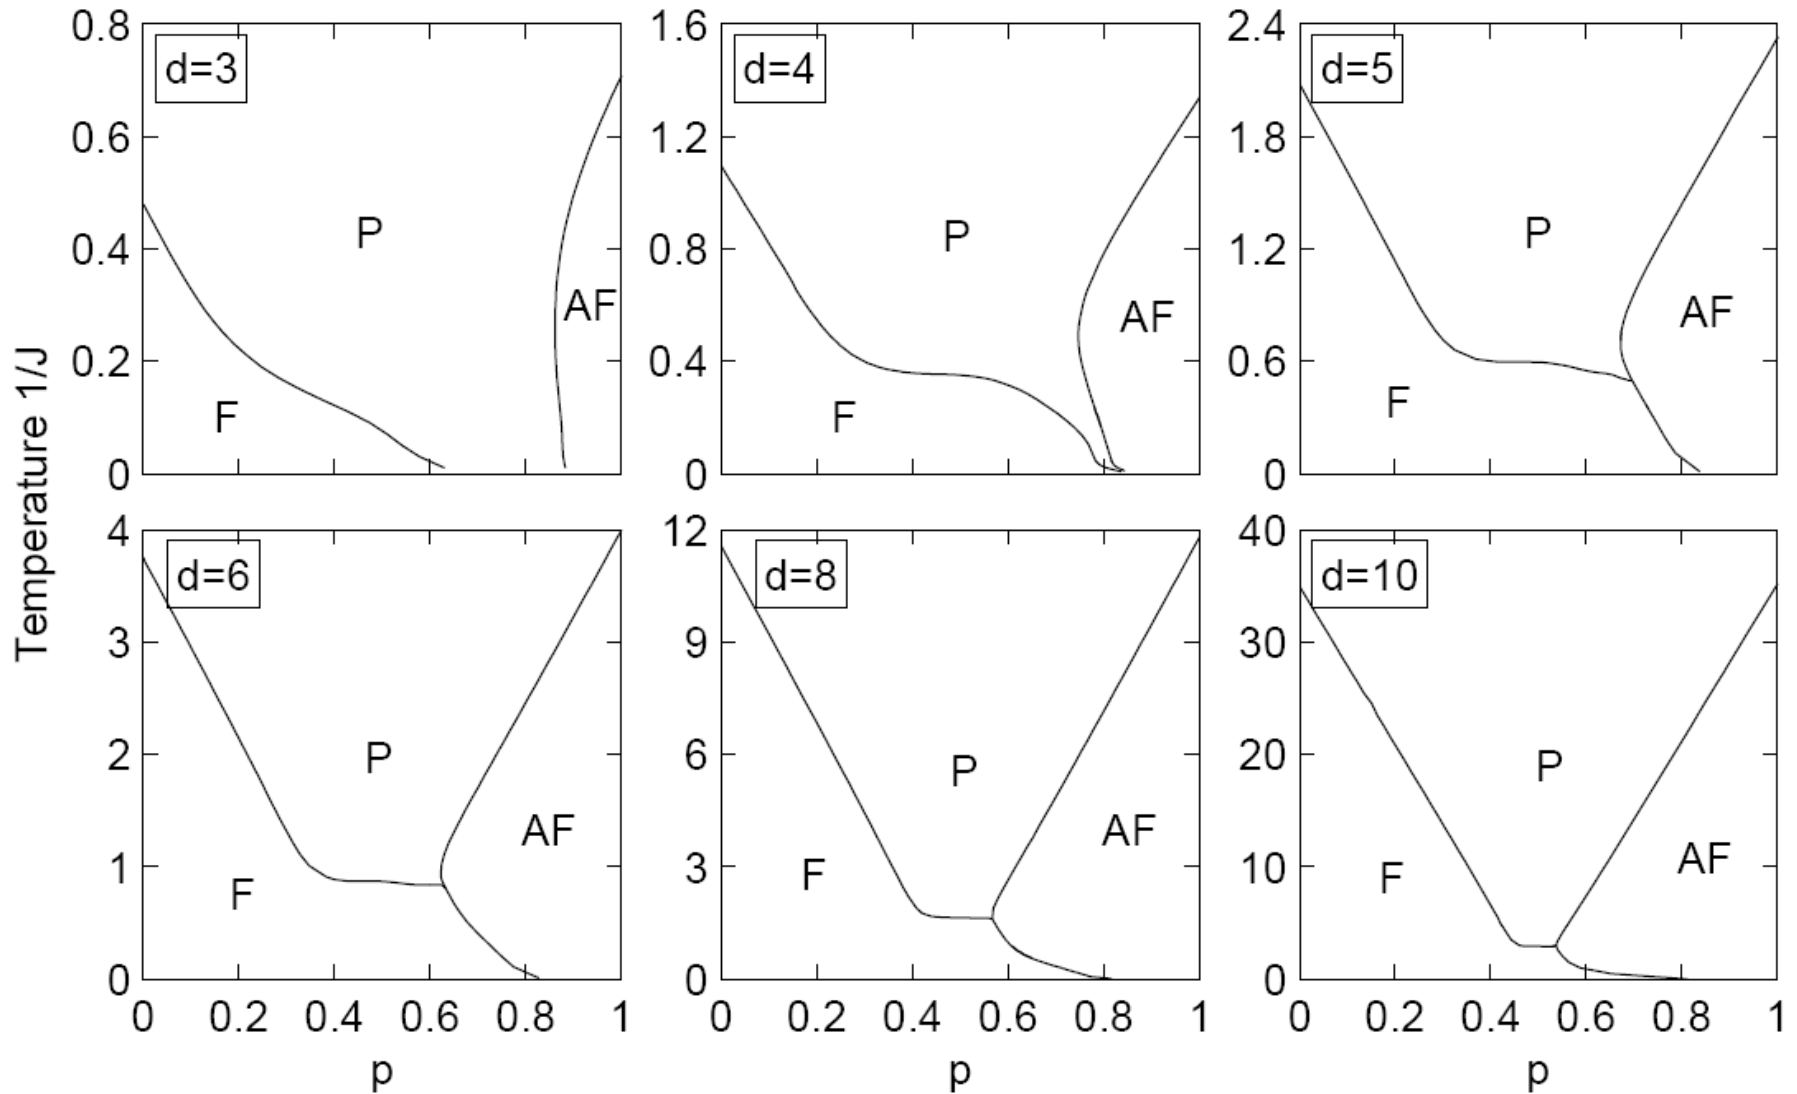 0.8
0.6
0.4
0.2
0
d=3
P
F
AF
1.6
1.2
0.8
0.4
0
d=4
P
F
AF
2.4
1.8
1.2
0.6
0
d=5
P
F
AF
Temperature 1/J
4
3
2
1
0
d=6
P
F
AF
0 0.2 0.4 0.6 0.8 1
p
12
9
6
3
0
d=8
P
F
AF
0 0.2 0.4 0.6 0.8 1
p
40
30
20
10
0
d=10
P
F
AF
0 0.2 0.4 0.6 0.8 1
p